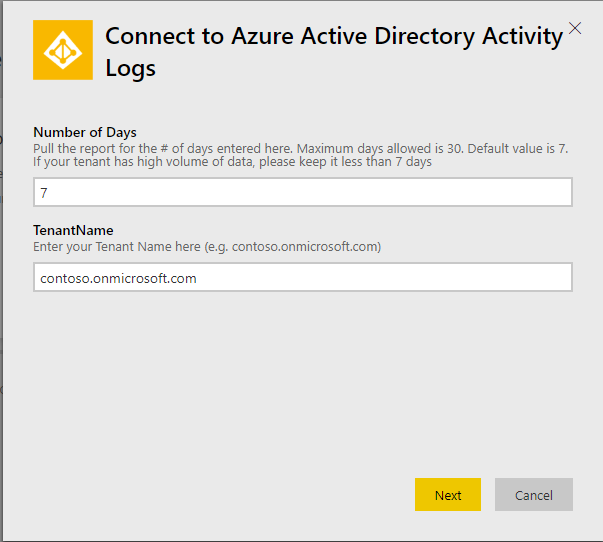 Connect to Azure Active Directory Activity
Logs
Number of Days
Pull the report for the # of days entered here. Maximum days allowed is 30. Default value is 7.
If your tenant has high volume of data, please keep it less than 7 days
7
TenantName
Enter your Tenant Name here (e.g. contoso.onmicrosoft.com)
contoso.onmicrosoft.com
Next Cancel